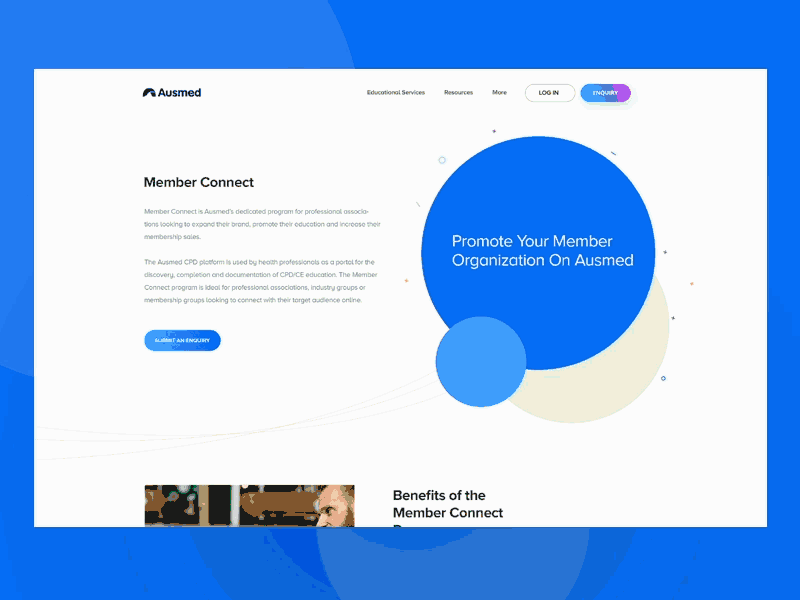 Ausmed
Educational Services
Resources
More
LOG IN
ENQUIRY
Member Connect
Member Connect is Ausmed's dedicated program for professional associa-
tions looking to expand their brand, promote their education and increase their
membership sales.
The Ausmed CPD platform is used by health professionals as a portal for the
discovery, completion and documentation of CPD/CE education. The Member
Connect program is ideal for professional associations, industry groups or
membership groups looking to connect with their target audience online.
SUBMIT AN ENQUIRY
Promote Your Member
Organization On Ausmed
Benefits of the
Member Connect